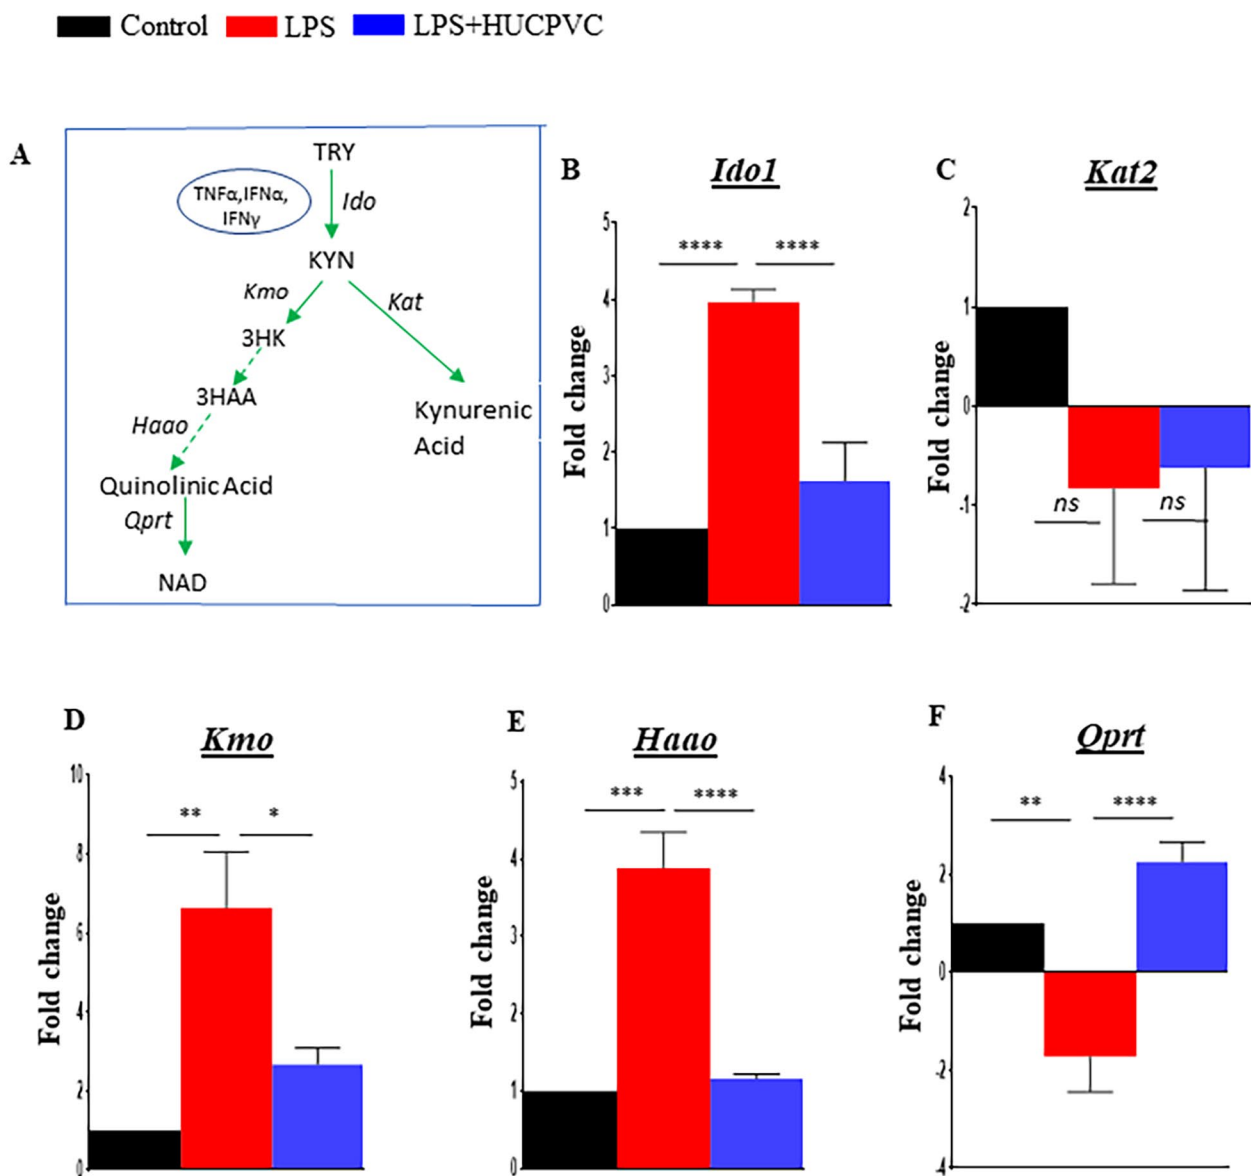 Control LPS LPS+HUCPVC
A
TRY
TNFα,IFNα,
IFNγ
Ido
KYN
Kmo
Kat
3HK
3HAA
Haao
Kynurenic
Acid
Quinolinic Acid
Qprt
NAD
B
Ido1
Fold change
5
4
3
2
1
0
**** ****
C
Kat2
Fold change
2
1
0
-1
-2
ns ns
D
Kmo
Fold change
10
8
6
4
2
0
** *
E
Haao
Fold change
5
4
3
2
1
0
*** ****
F
Qprt
Fold change
4
2
0
-2
-4
** ****